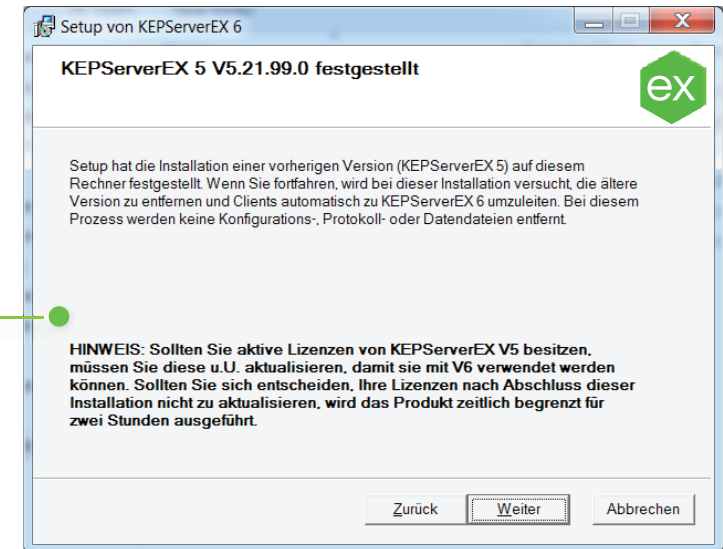 Setup von KEPServerEX 6
KEPServerEX 5 V5.21.99.0 festgestellt
ex
Setup hat die Installation einer vorherigen Version (KEPServerEX 5) auf diesem
Rechner festgestellt. Wenn Sie fortfahren, wird bei dieser Installation versucht, die ältere
Version zu entfernen und Clients automatisch zu KEPServerEX 6 umzuleiten. Bei diesem
Prozess werden keine Konfigurations-, Protokoll- oder Datendateien entfernt.
HINWEIS: Sollten Sie aktive Lizenzen von KEPServerEX V5 besitzen,
müssen Sie diese u.U. aktualisieren, damit sie mit V6 verwendet werden
können. Sollten Sie sich entscheiden, Ihre Lizenzen nach Abschluss dieser
Installation nicht zu aktualisieren, wird das Produkt zeitlich begrenzt für
zwei Stunden ausgeführt.
Zurück Weiter Abbrechen